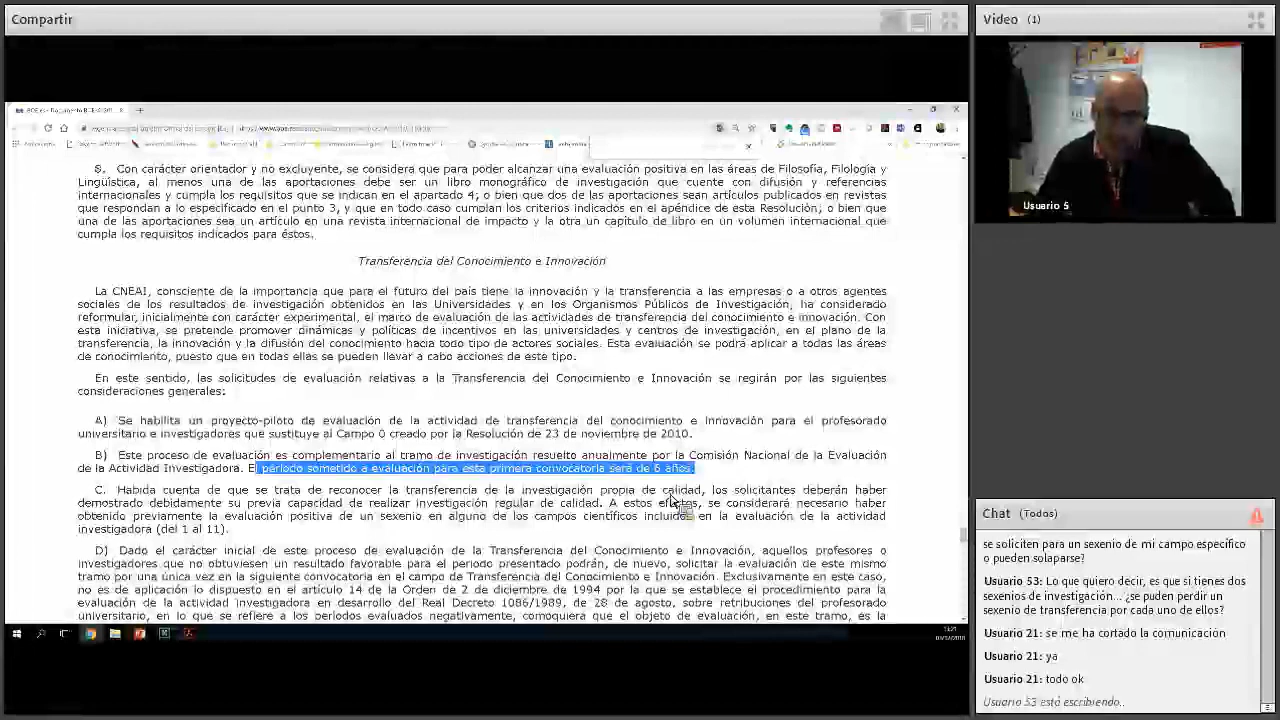 Compartir
S. Con carácter orientador y no excluyente, se considera que para poder alcanzar una evaluación positiva en las áreas de Filosofía, Filología y
Lingüística, al menos una de las aportaciones debe ser un libro monográfico de investigación que cuente con difusión y referencias
internacionales y cumpla los requisitos que se indican en el apartado 4; o bien que dos de las aportaciones sean artículos publicados en revistas
que respondan a lo especificado en el punto 3, y que en todo caso cumplan los criterios indicados en el apéndice de esta Resolución; o bien que
una de las aportaciones sea un artículo en una revista internacional de impacto y la otra un capítulo de libro en un volumen internacional que
cumpla los requisitos indicados para éstos.
Transferencia del Conocimiento e Innovación
La CNEAI, consciente de la importancia que para el futuro del país tiene la innovación y la transferencia a las empresas o a otros agentes
sociales de los resultados de investigación obtenidos en las Universidades y en los Organismos Públicos de Investigación, ha considerado
reformular, inicialmente con carácter experimental, el marco de evaluación de las actividades de transferencia del conocimiento e innovación. Con
esta iniciativa, se pretende promover dinámicas y políticas de incentivos en las universidades y centros de investigación, en el plano de la
transferencia, la innovación y la difusión del conocimiento hacia todo tipo de actores sociales. Esta evaluación se podrá aplicar a todas las áreas
de conocimiento, puesto que en todas ellas se pueden llevar a cabo acciones de este tipo.
En este sentido, las solicitudes de evaluación relativas a la Transferencia del Conocimiento e Innovación se regirán por las siguientes
consideraciones generales:
A) Se habilita un proyecto-piloto de evaluación de la actividad de transferencia del conocimiento e Innovación para el profesorado
universitario e investigadores que sustituye al Campo 0 creado por la Resolución de 23 de noviembre de 2010.
B) Este proceso de evaluación es complementario al tramo de investigación resuelto anualmente por la Comisión Nacional de la Evaluación
de la Actividad Investigadora. El período sometido a evaluación para esta primera convocatoria será de 6 años.
C. Habida cuenta de que se trata de reconocer la transferencia de la investigación propia de calidad, los solicitantes deberán haber
demostrado debidamente su previa capacidad de realizar investigación regular de calidad. A estos efectos, se considerará necesario haber
obtenido previamente la evaluación positiva de un sexenio en alguno de los campos científicos incluidos en la evaluación de la actividad
investigadora (del 1 al 11).
D) Dado el carácter inicial de este proceso de evaluación de la Transferencia del Conocimiento e Innovación, aquellos profesores o
investigadores que no obtuviesen un resultado favorable para el periodo presentado podrán, de nuevo, solicitar la evaluación de este mismo
tramo por una única vez en la siguiente convocatoria en el campo de Transferencia del Conocimiento e Innovación. Exclusivamente en este caso,
no es de aplicación lo dispuesto en el artículo 14 de la Orden de 2 de diciembre de 1994 por la que se establece el procedimiento para la
evaluación de la actividad investigadora en desarrollo del Real Decreto 1086/1989, de 28 de agosto, sobre retribuciones del profesorado
universitario, en lo que se refiere a los periodos evaluados negativamente, comoquiera que el objeto de evaluación, en este tramo, es la
Video (1)
Usuario 5
Chat (Todos)
se soliciten para un sexenio de mi campo específico
o pueden solaparse?
Usuario 53: Lo que quiero decir, es que si tienes dos
sexenios de investigación... ¿se puden perdir un
sexenio de transferencia por cada uno de ellos?
Usuario 21: se me ha cortado la comunicación
Usuario 21: ya
Usuario 21: todo ok
Usuario 53 está escribiendo..